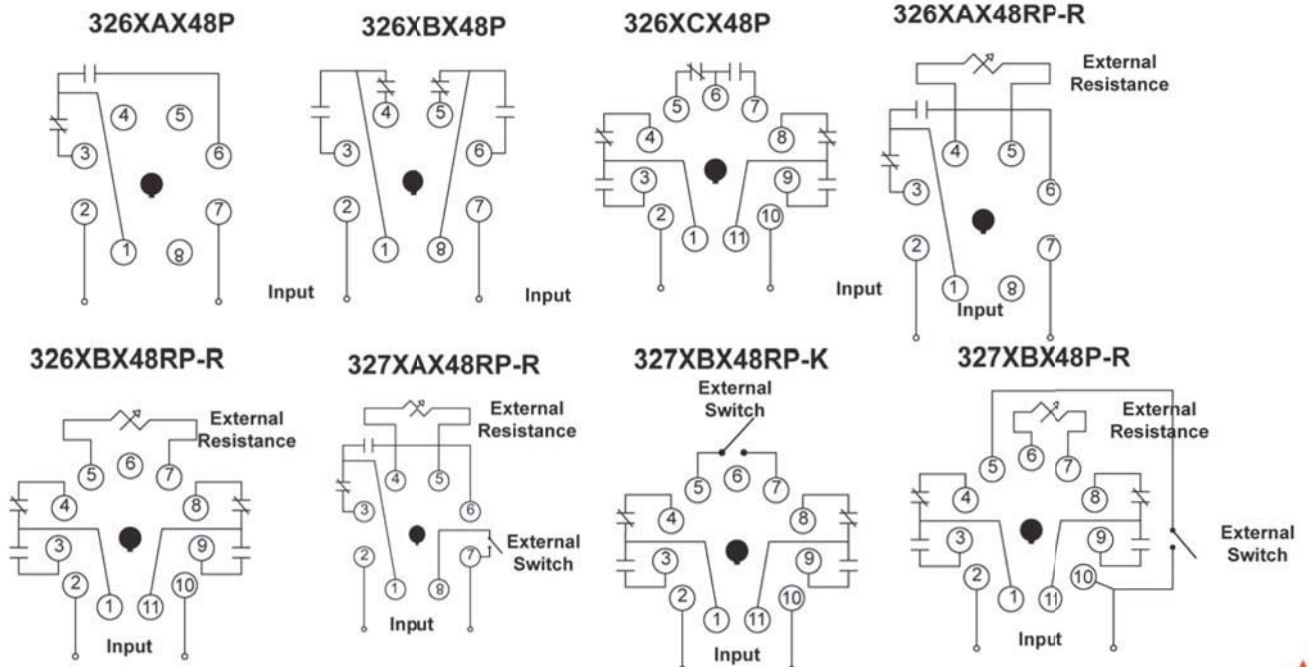 326XAX48P
4
5
3
6
2
7
1
8
326XBX48P
4
5
3
6
2
7
1
8
Input
326XCX48P
5
6
7
4
8
3
9
2
10
1
11
Input
326XAX48RP-R
External
Resistance
4
5
3
6
2
7
1
8
Input
Input
326XBX48RP-R
External
Resistance
5
6
7
4
8
3
9
2
10
1
11
Input
327XAX48RP-R
External
Resistance
4
5
3
6
2
7
External
Switch
1
8
Input
327XBX48RP-K
External
Switch
5
6
7
4
8
3
9
2
10
1
11
Input
327XBX48P-R
External
Resistance
5
6
7
4
8
3
9
2
10
External
Switch
1
11
Input